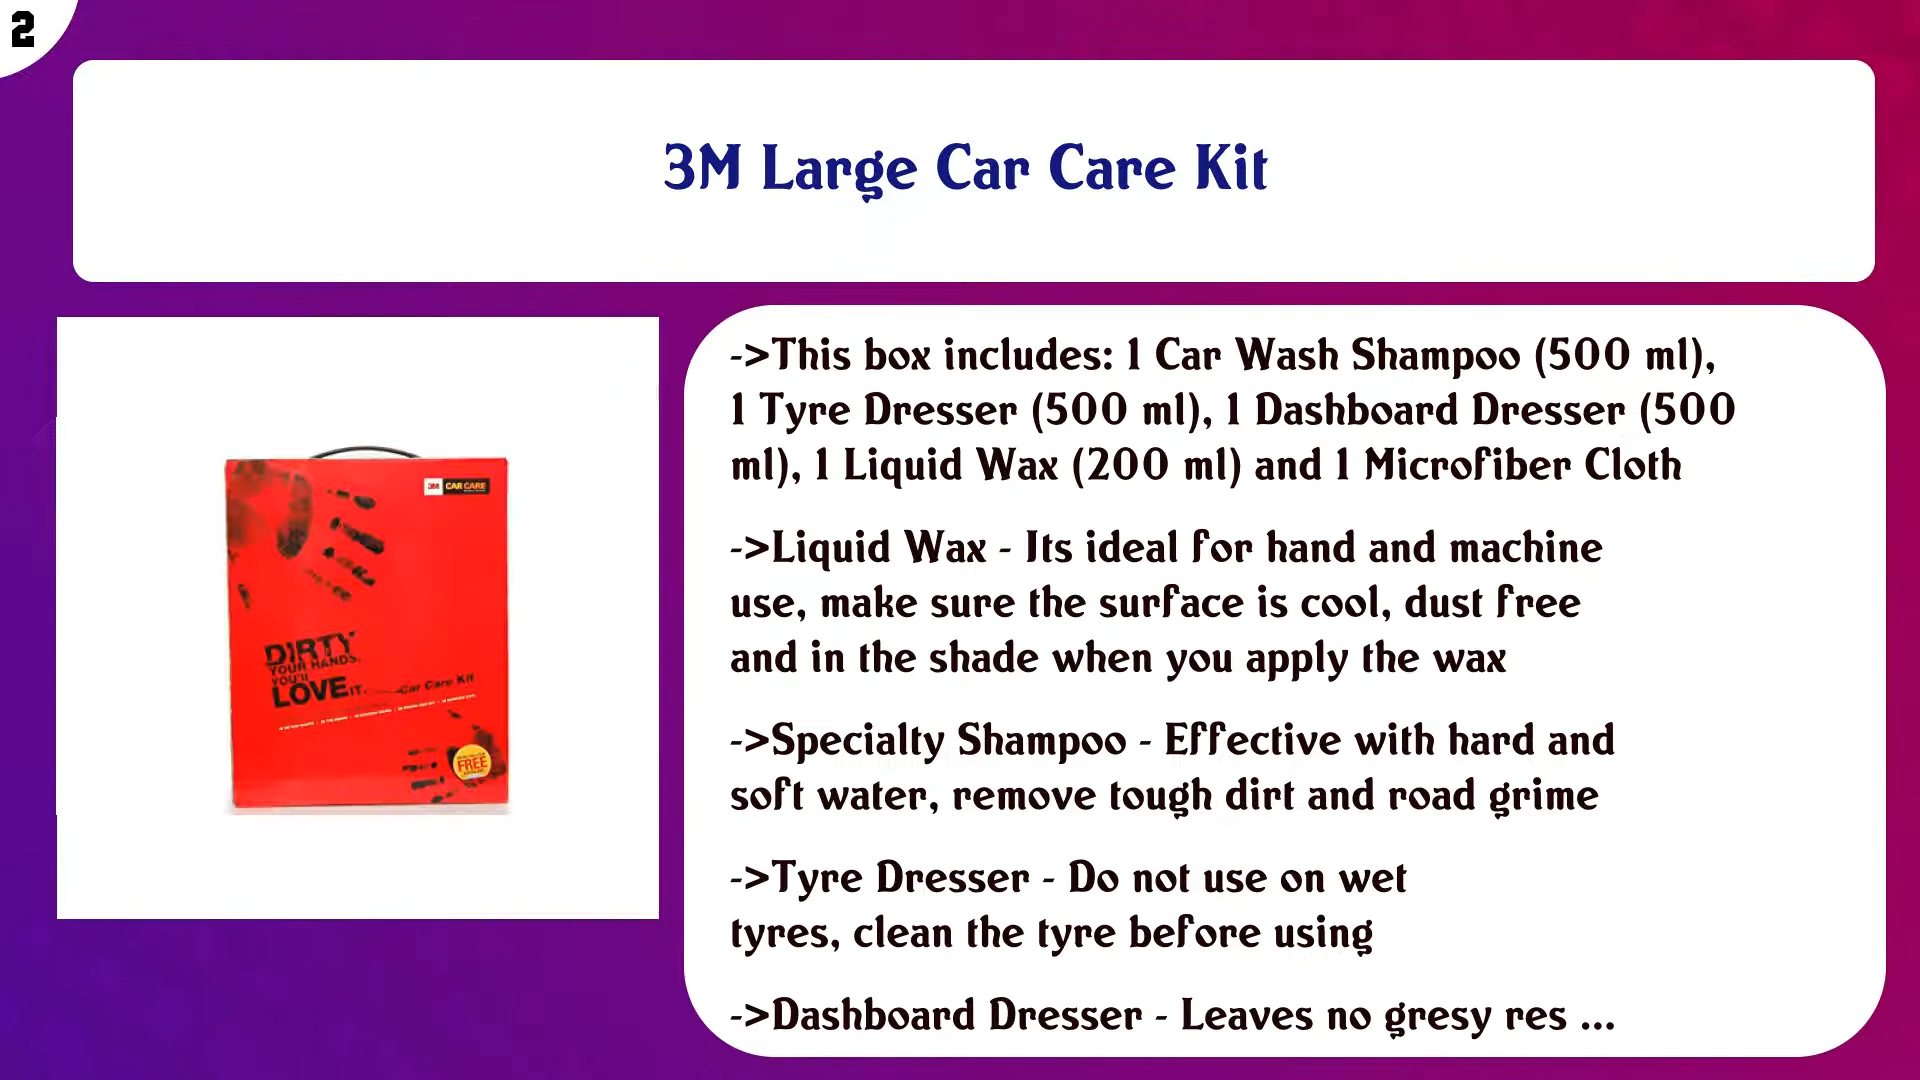 2
3M Large Car Care Kit
->This box includes: 1 Car Wash Shampoo (500 ml),
1 Tyre Dresser (500 ml), 1 Dashboard Dresser (500
ml), 1 Liquid Wax (200 ml) and 1 Microfiber Cloth
->Liquid Wax - Its ideal for hand and machine
use, make sure the surface is cool, dust free
and in the shade when you apply the wax
->Specialty Shampoo - Effective with hard and
soft water, remove tough dirt and road grime
->Tyre Dresser - Do not use on wet
tyres, clean the tyre before using
->Dashboard Dresser - Leaves no gresy res ...
3M CAR CARE
DIRTY
YOUR HANDS.
YOU'll
LOVE IT.
Car Care Kit
FREE